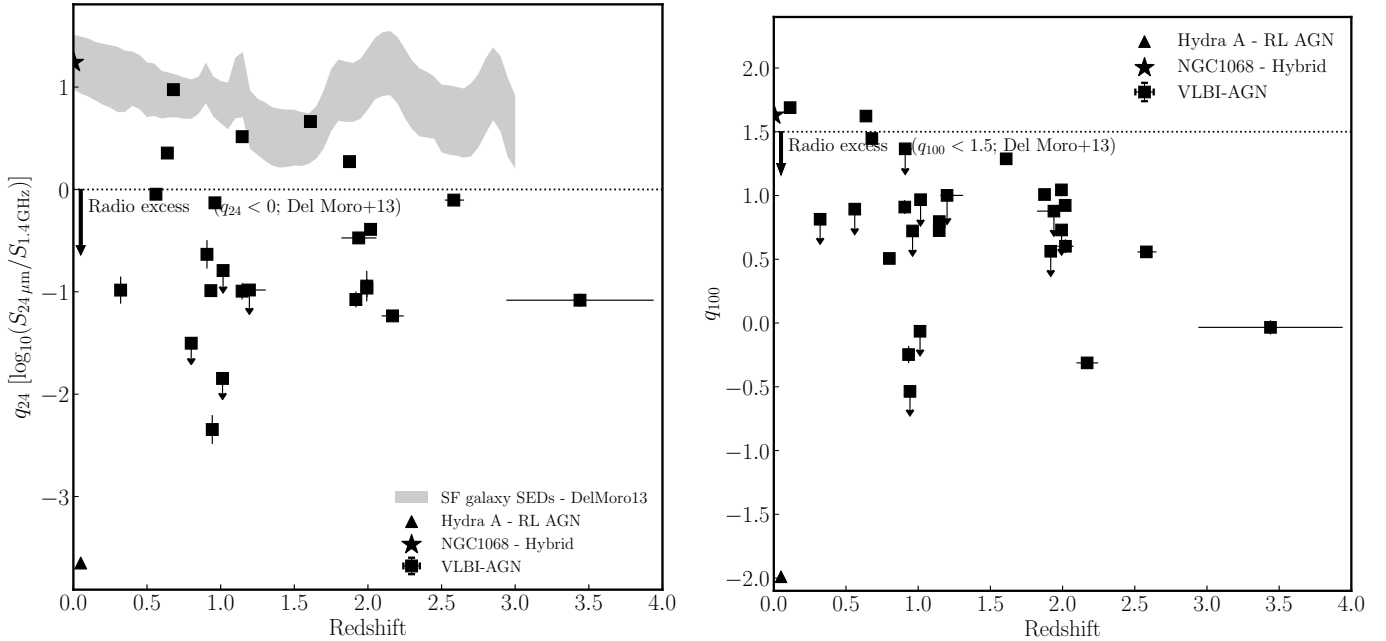 1
0
−1
−2
−3
q24 [log10(S24 μm/S1.4 GHz)]
Radio excess (q24 < 0; Del Moro+13)
SF galaxy SEDs - DelMoro13
Hydra A - RL AGN
NGC1068 - Hybrid
VLBI-AGN
0.0 0.5 1.0 1.5 2.0 2.5 3.0 3.5 4.0
Redshift
2.0
1.5
1.0
0.5
0.0
−0.5
−1.0
−1.5
−2.0
q100
Hydra A - RL AGN
NGC1068 - Hybrid
VLBI-AGN
Radio excess (q100 < 1.5; Del Moro+13)
0.0 0.5 1.0 1.5 2.0 2.5 3.0 3.5 4.0
Redshift